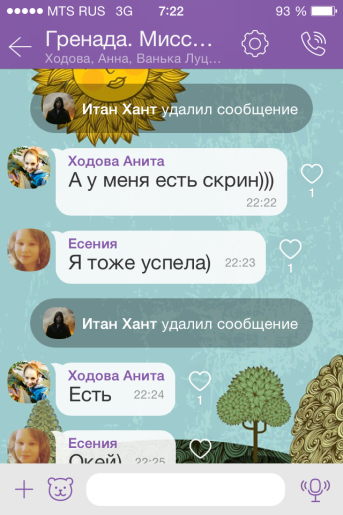 MTS RUS 3G 7:22 93 %
Гренада. Мисс...
Ходова, Анна, Ванька Луц...
Итан Хант удалил сообщение
Ходова Анита
А у меня есть скрин)))
22:22
1
Есения
Я тоже успела) 22:23
1
Итан Хант удалил сообщение
Ходова Анита
Есть 22:24
1
Есения
Окей) 22:25